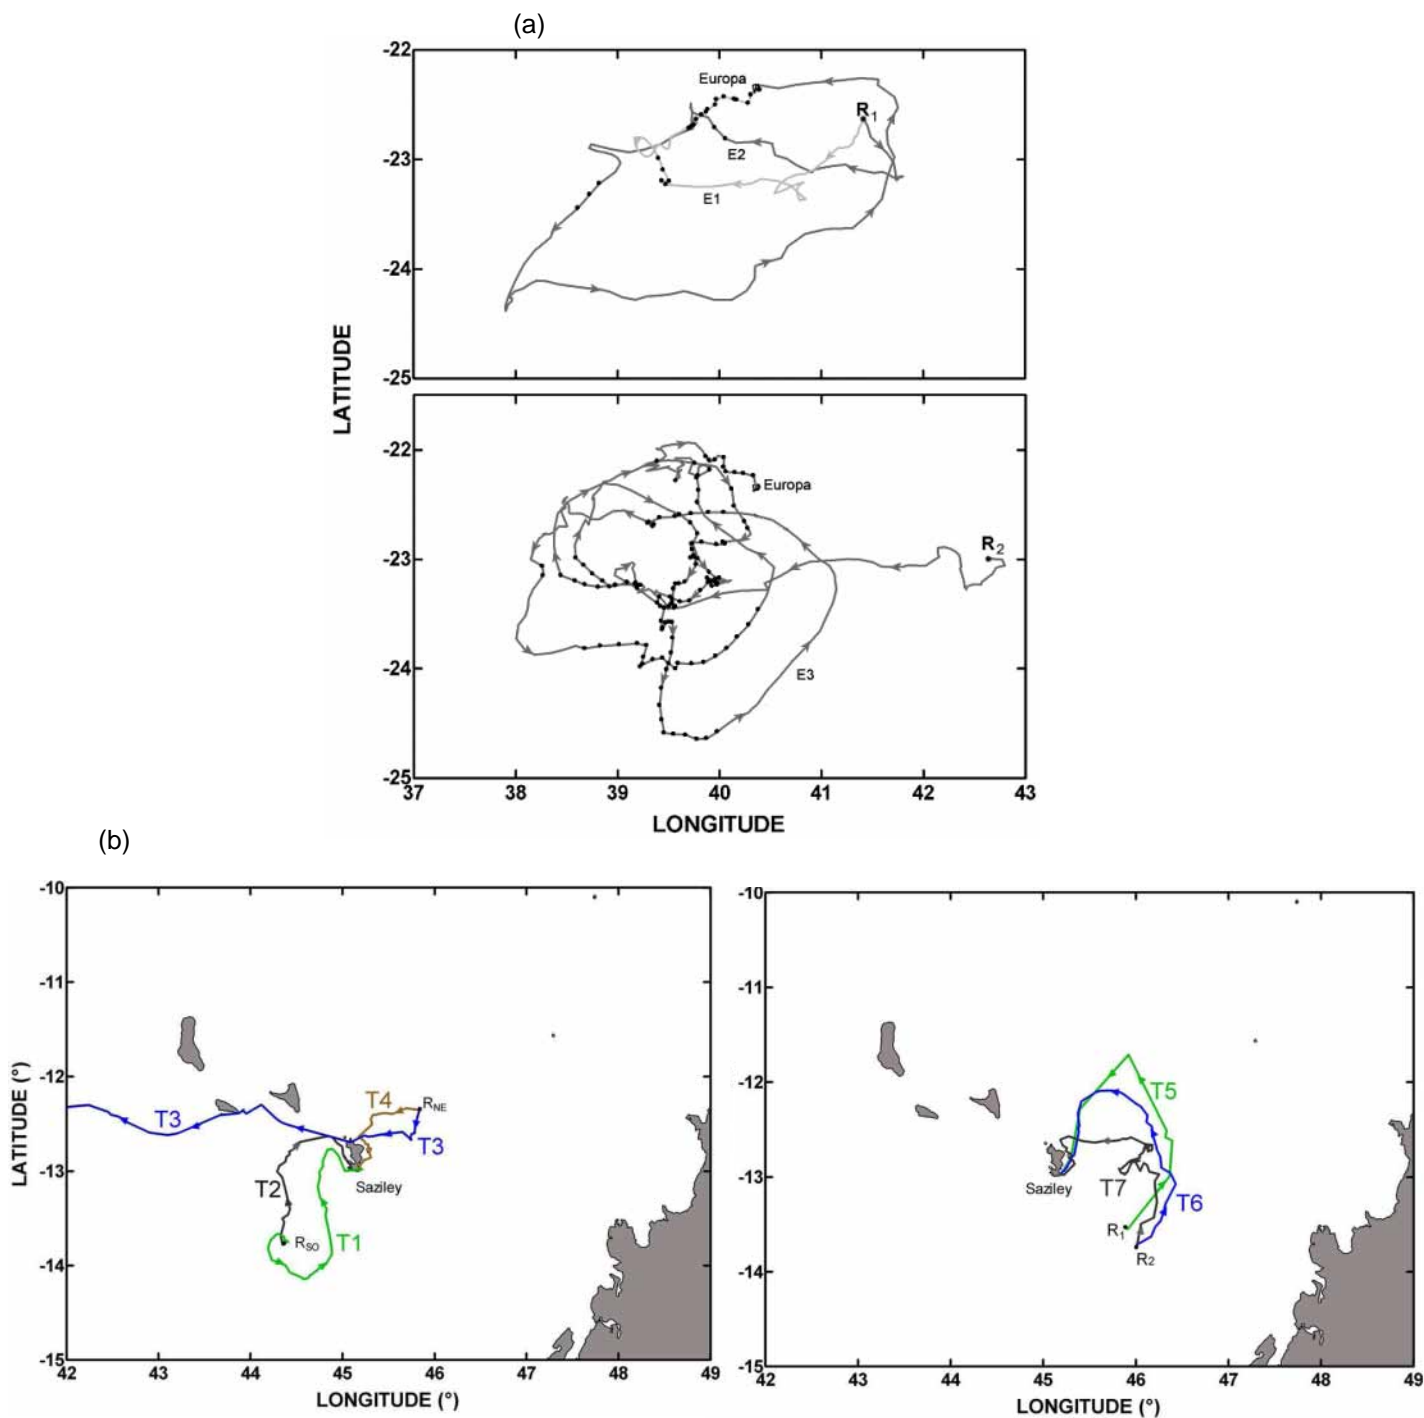 (a)
-22
Europa
R1
-23
E2
E1
-24
-25
LATITUDE
-22
Europa
R2
-23
-24
E3
-25
37 38 39 40 41 42 43
LONGITUDE
(b)
-10
-11
-12
-13
-14
-15
LATITUDE (°)
T4
RNE
T3
T3
Saziley
T2
RSO
T1
42 43 44 45 46 47 48 49
LONGITUDE (°)
-10
-11
-12
-13
-14
-15
T5
T7
Saziley
T6
R1
R2
42 43 44 45 46 47 48 49
LONGITUDE (°)